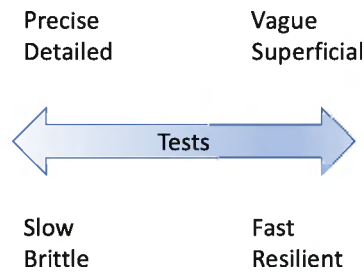 Precise
Detailed
Vague
Superficial
Tests
Slow
Brittle
Fast
Resilient